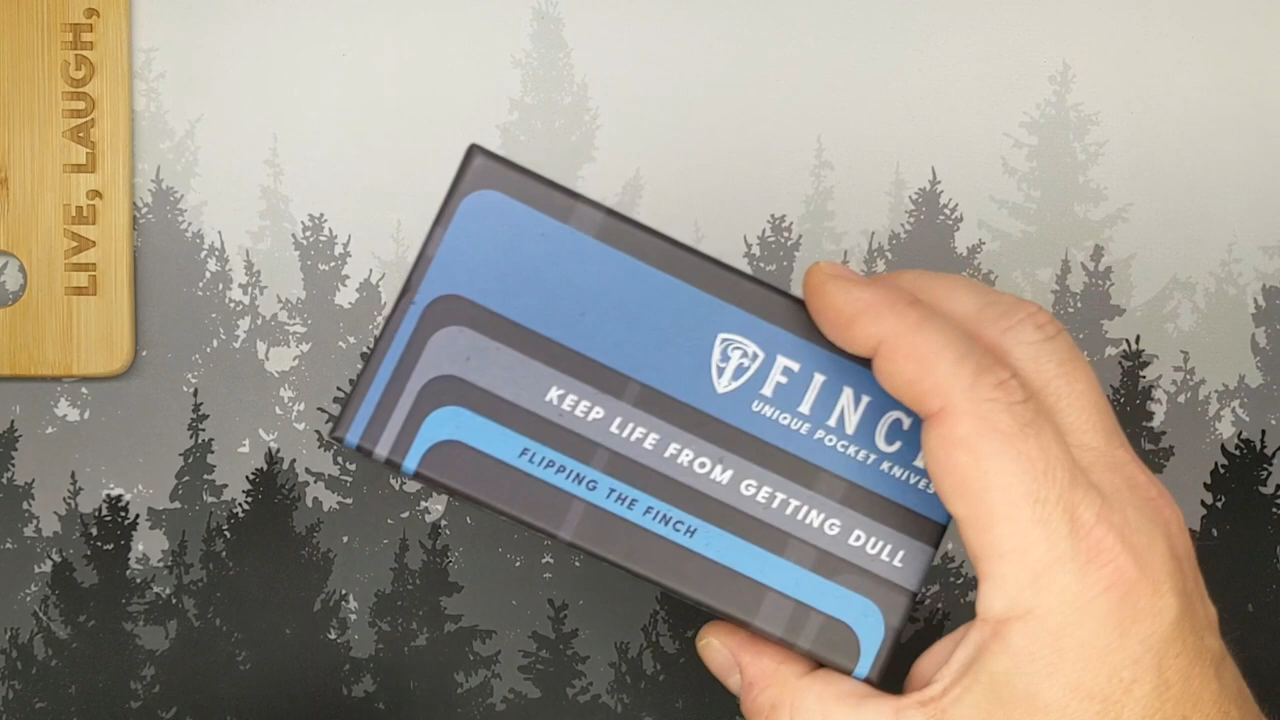 LIVE, LAUGH,
FINC
UNIQUE POCKET KNIVES
KEEP LIFE FROM GETTING DULL
FLIPPING THE FINCH